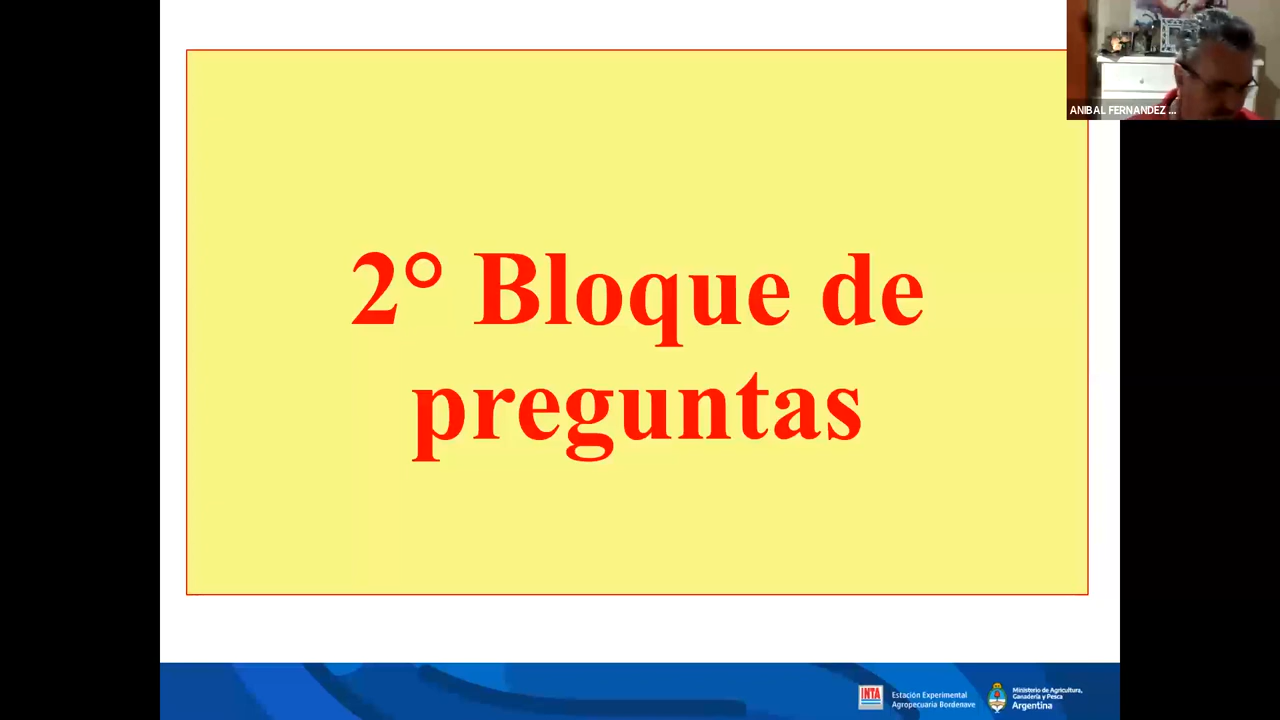 ANIBAL FERNANDEZ ...
2° Bloque de
preguntas
INTA
Estación Experimental
Agropecuaria Bordenave
Ministerio de Agricultura,
Ganadería y Pesca
Argentina